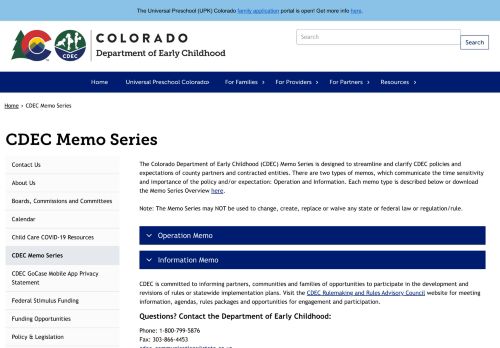 The Universal Preschool (UPK) Colorado family application portal is open! Get more info here.
COLORADO
Department of Early Childhood
CDEC
Search
Search
Home
Universal Preschool Colorado
For Families
For Providers
For Partners
Resources
Home › CDEC Memo Series
CDEC Memo Series
Contact Us
About Us
Boards, Commissions and Committees
Calendar
Child Care COVID-19 Resources
CDEC Memo Series
CDEC GoCase Mobile App Privacy
Statement
Federal Stimulus Funding
Funding Opportunities
Policy & Legislation
The Colorado Department of Early Childhood (CDEC) Memo Series is designed to streamline and clarify CDEC policies and
expectations of county partners and contracted entities. There are two types of memos, which communicate the time sensitivity
and importance of the policy and/or expectation: Operation and Information. Each memo type is described below or download
the Memo Series Overview here.
Note: The Memo Series may NOT be used to change, create, replace or waive any state or federal law or regulation/rule.
Operation Memo
Information Memo
CDEC is committed to informing partners, communities and families of opportunities to participate in the development and
revisions of rules or statewide implementation plans. Visit the CDEC Rulemaking and Rules Advisory Council website for meeting
information, agendas, rules packages and opportunities for engagement and participation.
Questions? Contact the Department of Early Childhood:
Phone: 1-800-799-5876
Fax: 303-866-4453